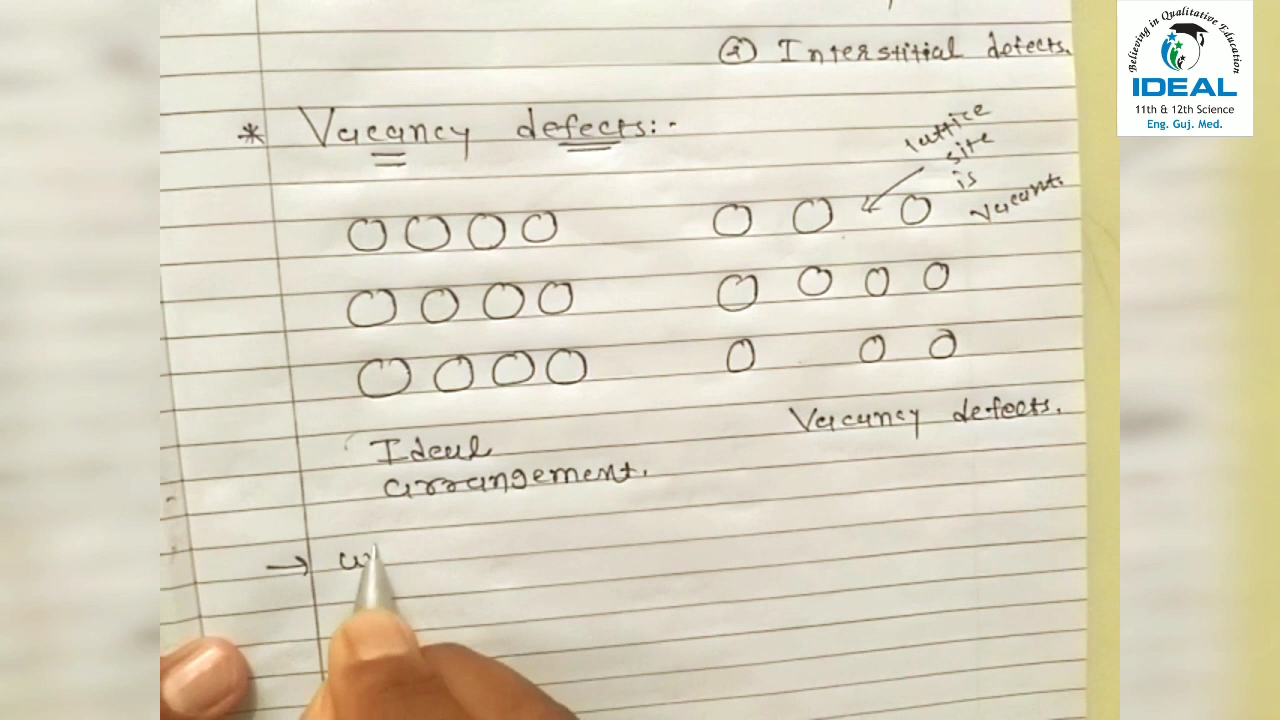 ② Interstitial defects.
* Vacancy defects:-
lattice
site
is
vacant.
Vacancy defects.
Ideal
arrangement.
→
Believing in Qualitative Education
IDEAL
11th & 12th Science
Eng. Guj. Med.